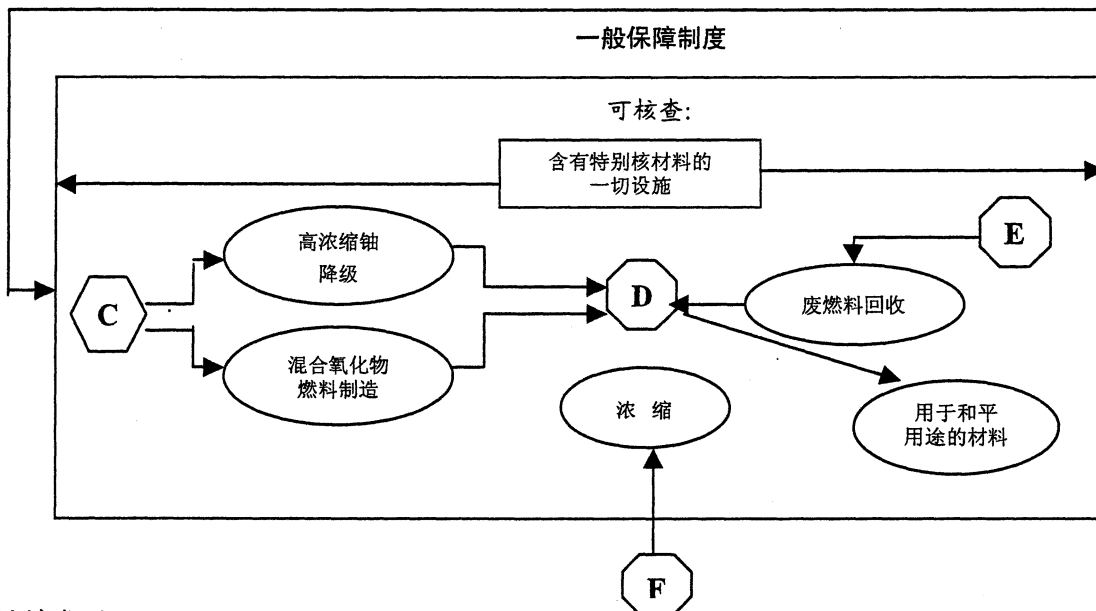 一般保障制度
可核查:
含有特别核材料的
一切设施
E
高浓缩铀
降级
D
C
废燃料回收
混合氧化物
燃料制造
浓 缩
用于和平
用途的材料
F